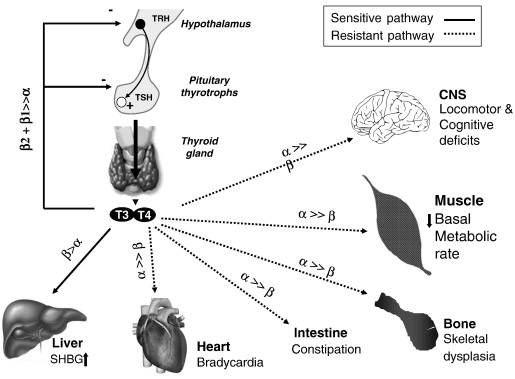 Sensitive pathway
Resistant pathway
-
TRH
Hypothalamus
-
TSH
+
Pituitary
thyrotrophs
β2 + β1>>α
Thyroid
gland
T3 T4
CNS
Locomotor &
Cognitive
deficits
α >>
β
Muscle
Basal
Metabolic
rate
α >> β
β>α
α >> β
α >> β
α >> β
Liver
SHBG
Heart
Bradycardia
Intestine
Constipation
Bone
Skeletal
dysplasia